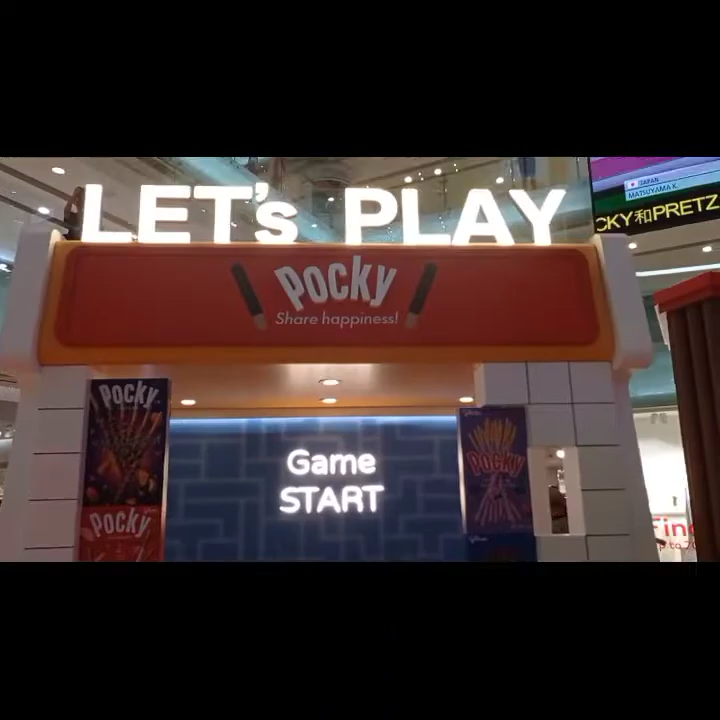 LET's PLAY
JAPAN
MATSUYAMA K.
CKY和PRETZ
Pocky
Share happiness!
Pocky
Pocky
Pocky
Game
START
Fin